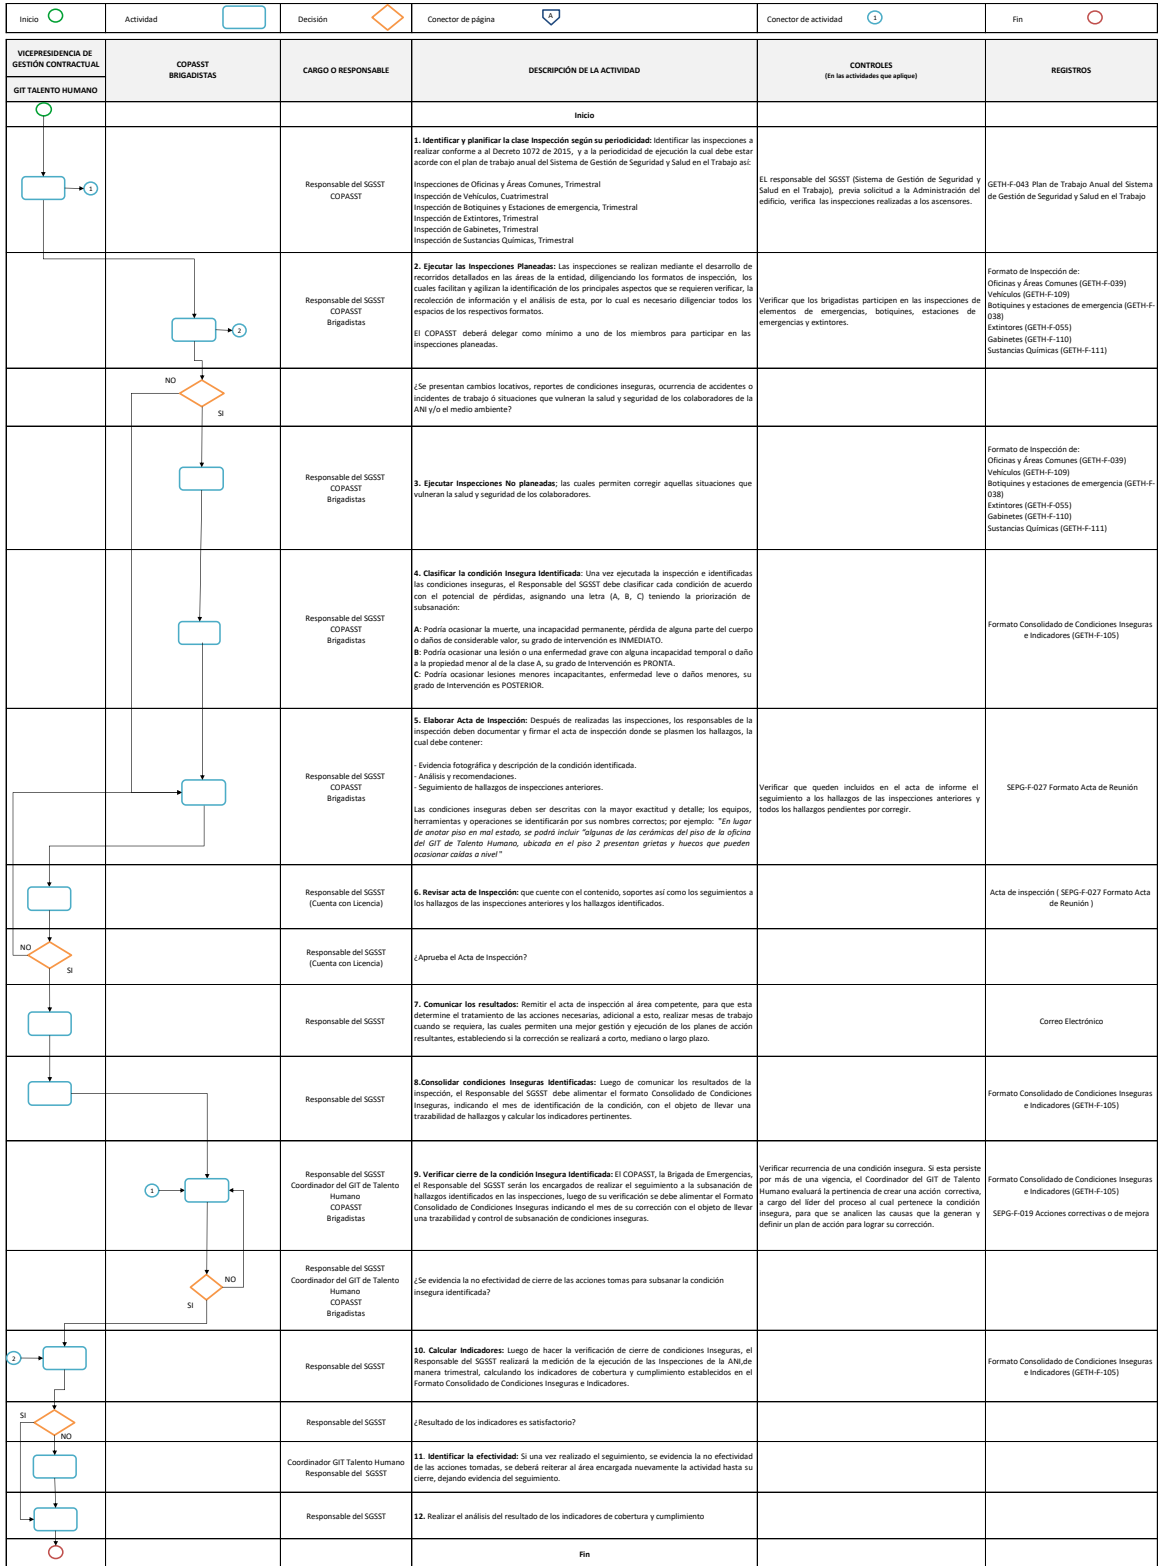 Inicio
Actividad
Decisión
Conector de página
A
Conector de actividad
1
Fin
VICEPRESIDENCIA DE
GESTIÓN CONTRACTUAL
GIT TALENTO HUMANO
COPASST
BRIGADISTAS
CARGO O RESPONSABLE
DESCRIPCIÓN DE LA ACTIVIDAD
CONTROLES
(En las actividades que aplique)
REGISTROS
Inicio
1
Responsable del SGSST
COPASST
1. Identificar y planificar la clase Inspección según su periodicidad: Identificar las inspecciones a
realizar conforme a al Decreto 1072 de 2015, y a la periodicidad de ejecución la cual debe estar
acorde con el plan de trabajo anual del Sistema de Gestión de Seguridad y Salud en el Trabajo así:
Inspecciones de Oficinas y Áreas Comunes, Trimestral
Inspección de Vehículos, Cuatrimestral
Inspección de Botiquines y Estaciones de emergencia, Trimestral
Inspección de Extintores, Trimestral
Inspección de Gabinetes, Trimestral
Inspección de Sustancias Químicas, Trimestral
EL responsable del SGSST (Sistema de Gestión de Seguridad y
Salud en el Trabajo), previa solicitud a la Administración del
edificio, verifica las inspecciones realizadas a los ascensores.
GETH-F-043 Plan de Trabajo Anual del Sistema
de Gestión de Seguridad y Salud en el Trabajo
2
Responsable del SGSST
COPASST
Brigadistas
2. Ejecutar las Inspecciones Planeadas: Las inspecciones se realizan mediante el desarrollo de
recorridos detallados en las áreas de la entidad, diligenciando los formatos de inspección, los
cuales facilitan y agilizan la identificación de los principales aspectos que se requieren verificar, la
recolección de información y el análisis de esta, por lo cual es necesario diligenciar todos los
espacios de los respectivos formatos.
El COPASST deberá delegar como mínimo a uno de los miembros para participar en las
inspecciones planeadas.
Verificar que los brigadistas participen en las inspecciones de
elementos de emergencias, botiquines, estaciones de
emergencias y extintores.
Formato de Inspección de:
Oficinas y Áreas Comunes (GETH-F-039)
Vehículos (GETH-F-109)
Botiquines y estaciones de emergencia (GETH-F-
038)
Extintores (GETH-F-055)
Gabinetes (GETH-F-110)
Sustancias Químicas (GETH-F-111)
NO
SI
¿Se presentan cambios locativos, reportes de condiciones inseguras, ocurrencia de accidentes o
incidentes de trabajo ó situaciones que vulneran la salud y seguridad de los colaboradores de la
ANI y/o el medio ambiente?
Responsable del SGSST
COPASST
Brigadistas
3. Ejecutar Inspecciones No planeadas; las cuales permiten corregir aquellas situaciones que
vulneran la salud y seguridad de los colaboradores.
Formato de Inspección de:
Oficinas y Áreas Comunes (GETH-F-039)
Vehículos (GETH-F-109)
Botiquines y estaciones de emergencia (GETH-F-
038)
Extintores (GETH-F-055)
Gabinetes (GETH-F-110)
Sustancias Químicas (GETH-F-111)
Responsable del SGSST
COPASST
Brigadistas
4. Clasificar la condición Insegura Identificada: Una vez ejecutada la inspección e identificadas
las condiciones inseguras, el Responsable del SGSST debe clasificar cada condición de acuerdo
con el potencial de pérdidas, asignando una letra (A, B, C) teniendo la priorización de
subsanación:
A: Podría ocasionar la muerte, una incapacidad permanente, pérdida de alguna parte del cuerpo
o daños de considerable valor, su grado de intervención es INMEDIATO.
B: Podría ocasionar una lesión o una enfermedad grave con alguna incapacidad temporal o daño
a la propiedad menor al de la clase A, su grado de Intervención es PRONTA.
C: Podría ocasionar lesiones menores incapacitantes, enfermedad leve o daños menores, su
grado de Intervención es POSTERIOR.
Formato Consolidado de Condiciones Inseguras
e Indicadores (GETH-F-105)
Responsable del SGSST
COPASST
Brigadistas
5. Elaborar Acta de Inspección: Después de realizadas las inspecciones, los responsables de la
inspección deben documentar y firmar el acta de inspección donde se plasmen los hallazgos, la
cual debe contener:
- Evidencia fotográfica y descripción de la condición identificada.
- Análisis y recomendaciones.
- Seguimiento de hallazgos de inspecciones anteriores.
Las condiciones inseguras deben ser descritas con la mayor exactitud y detalle; los equipos,
herramientas y operaciones se identificarán por sus nombres correctos; por ejemplo: "En lugar
de anotar piso en mal estado, se podrá incluir "algunas de las cerámicas del piso de la oficina
del GIT de Talento Humano, ubicada en el piso 2 presentan grietas y huecos que pueden
ocasionar caídas a nivel"
Verificar que queden incluidos en el acta de informe el
seguimiento a los hallazgos de las inspecciones anteriores y
todos los hallazgos pendientes por corregir.
SEPG-F-027 Formato Acta de Reunión
Responsable del SGSST
(Cuenta con Licencia)
6. Revisar acta de Inspección: que cuente con el contenido, soportes así como los seguimientos a
los hallazgos de las inspecciones anteriores y los hallazgos identificados.
Acta de inspección ( SEPG-F-027 Formato Acta
de Reunión )
NO
SI
Responsable del SGSST
(Cuenta con Licencia)
¿Aprueba el Acta de Inspección?
Responsable del SGSST
7. Comunicar los resultados: Remitir el acta de inspección al área competente, para que esta
determine el tratamiento de las acciones necesarias, adicional a esto, realizar mesas de trabajo
cuando se requiera, las cuales permiten una mejor gestión y ejecución de los planes de acción
resultantes, estableciendo si la corrección se realizará a corto, mediano o largo plazo.
Correo Electrónico
Responsable del SGSST
8.Consolidar condiciones Inseguras Identificadas: Luego de comunicar los resultados de la
inspección, el Responsable del SGSST debe alimentar el formato Consolidado de Condiciones
Inseguras, indicando el mes de identificación de la condición, con el objeto de llevar una
trazabilidad de hallazgos y calcular los indicadores pertinentes.
Formato Consolidado de Condiciones Inseguras
e Indicadores (GETH-F-105)
1
Responsable del SGSST
Coordinador del GIT de Talento
Humano
COPASST
Brigadistas
9. Verificar cierre de la condición Insegura Identificada: El COPASST, la Brigada de Emergencias,
el Responsable del SGSST serán los encargados de realizar el seguimiento a la subsanación de
hallazgos identificados en las inspecciones, luego de su verificación se debe alimentar el Formato
Consolidado de Condiciones Inseguras indicando el mes de su corrección con el objeto de llevar
una trazabilidad y control de subsanación de condiciones inseguras.
Verificar recurrencia de una condición insegura. Si esta persiste
por más de una vigencia, el Coordinador del GIT de Talento
Humano evaluará la pertinencia de crear una acción correctiva,
a cargo del líder del proceso al cual pertenece la condición
insegura, para que se analicen las causas que la generan y
definir un plan de acción para lograr su corrección.
Formato Consolidado de Condiciones Inseguras
e Indicadores (GETH-F-105)
SEPG-F-019 Acciones correctivas o de mejora
NO
SI
Responsable del SGSST
Coordinador del GIT de Talento
Humano
COPASST
Brigadistas
¿Se evidencia la no efectividad de cierre de las acciones tomas para subsanar la condición
insegura identificada?
2
Responsable del SGSST
10. Calcular Indicadores: Luego de hacer la verificación de cierre de condiciones Inseguras, el
Responsable del SGSST realizará la medición de la ejecución de las Inspecciones de la ANI,de
manera trimestral, calculando los indicadores de cobertura y cumplimiento establecidos en el
Formato Consolidado de Condiciones Inseguras e Indicadores.
Formato Consolidado de Condiciones Inseguras
e Indicadores (GETH-F-105)
SI
NO
Responsable del SGSST
¿Resultado de los indicadores es satisfactorio?
Coordinador GIT Talento Humano
Responsable del SGSST
11. Identificar la efectividad: Si una vez realizado el seguimiento, se evidencia la no efectividad
de las acciones tomadas, se deberá reiterar al área encargada nuevamente la actividad hasta su
cierre, dejando evidencia del seguimiento.
Responsable del SGSST
12. Realizar el análisis del resultado de los indicadores de cobertura y cumplimiento
Fin